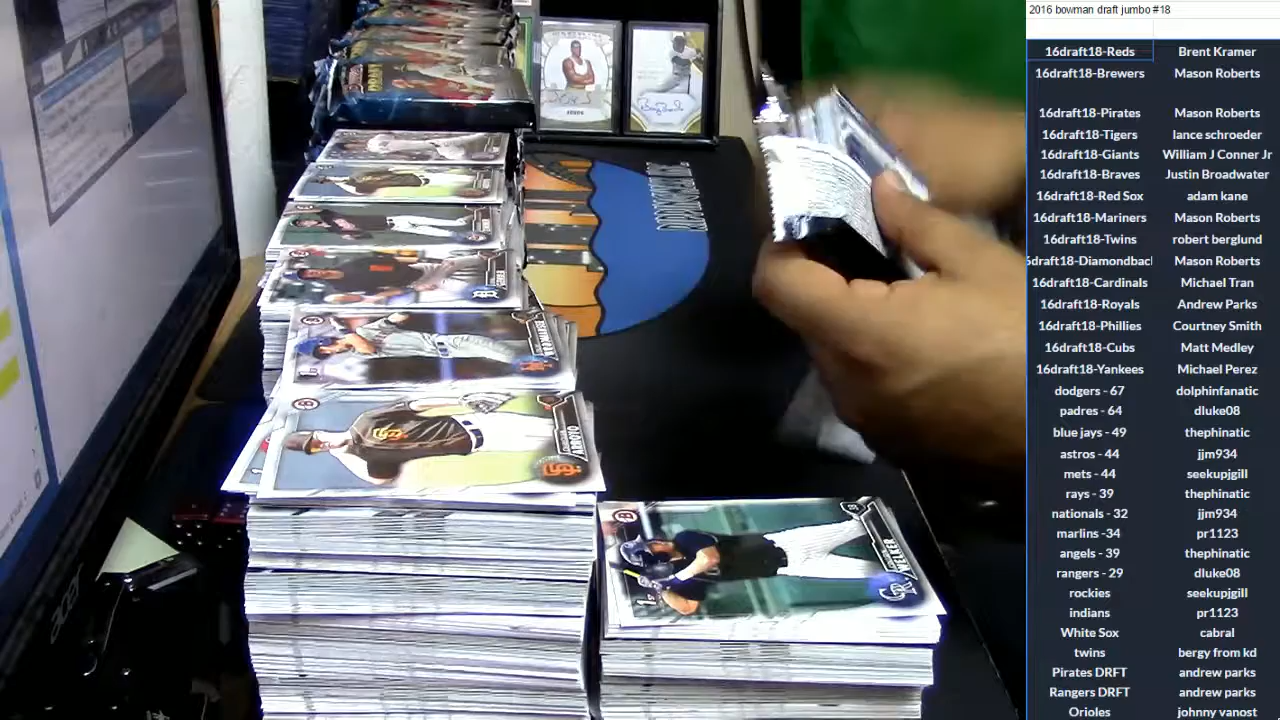 2016 bowman draft jumbo #18
16draft18-Reds Brent Kramer
16draft18-Brewers Mason Roberts
16draft18-Pirates Mason Roberts
16draft18-Tigers lance schroeder
16draft18-Giants William J Comer Jr
16draft18-Braves Justin Broadwater
16draft18-Red Sox adam kane
16draft18-Mariners Mason Roberts
16draft18-Twins robert berglund
6draft18-Diamondbac Mason Roberts
16draft18-Cardinals Michael Tran
16draft18-Royals Andrew Parks
16draft18-Phillies Courtney Smith
16draft18-Cubs Matt Medley
16draft18-Yankees Michael Perez
dodgers - 67 dolphinfanatic
padres - 64 dluke08
blue jays - 49 thephinatic
astros - 44 jjm934
mets - 44 seekupjgill
rays - 39 thephinatic
nationals - 32 jjm934
marlins -34 pr1123
angels - 39 thephinatic
rangers - 29 dluke08
rockies seekupjgill
indians pr1123
White Sox cabral
twins bergy from kd
Pirates DRFT andrew parks
Rangers DRFT andrew parks
Orioles johnny vanost
WELKER
acer